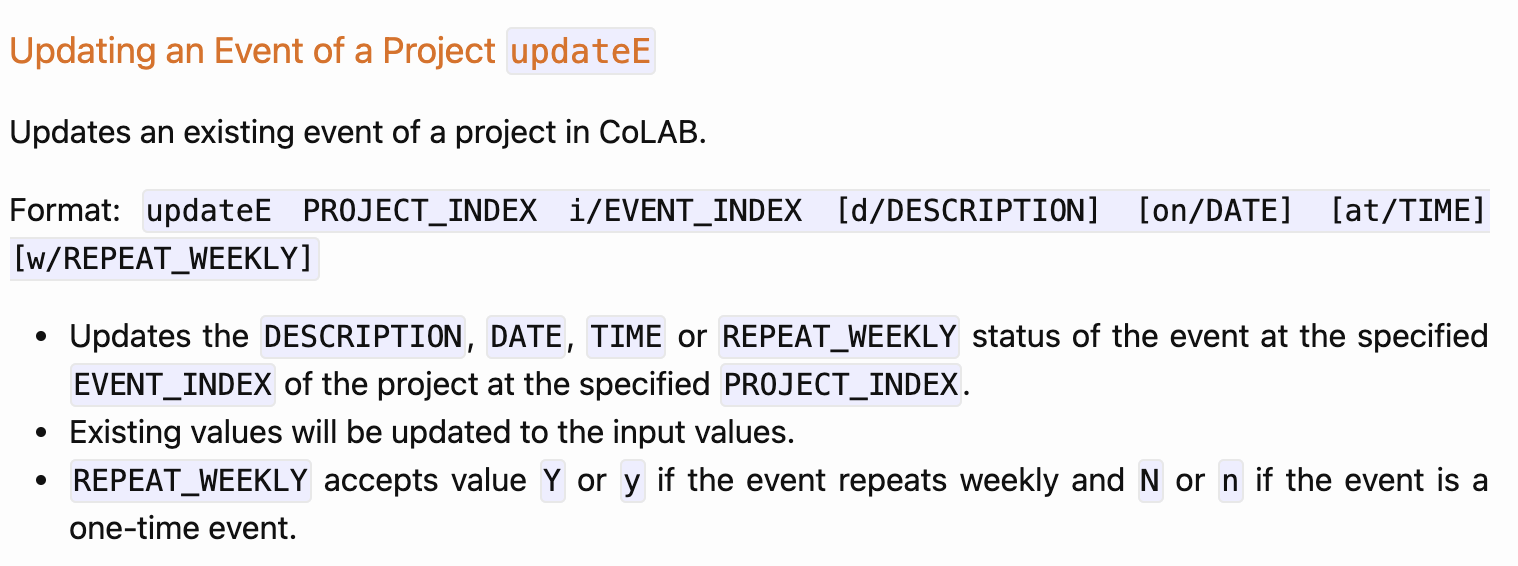 Updating an Event of a Project updateE
Updates an existing event of a project in CoLAB.
Format: updateE PROJECT_INDEX i/EVENT_INDEX [d/DESCRIPTION] [on/DATE] [at/TIME]
[w/REPEAT_WEEKLY]
• Updates the DESCRIPTION, DATE, TIME or REPEAT_WEEKLY status of the event at the specified
EVENT_INDEX of the project at the specified PROJECT_INDEX.
• Existing values will be updated to the input values.
• REPEAT_WEEKLY accepts value Y or y if the event repeats weekly and N or n if the event is a
one-time event.